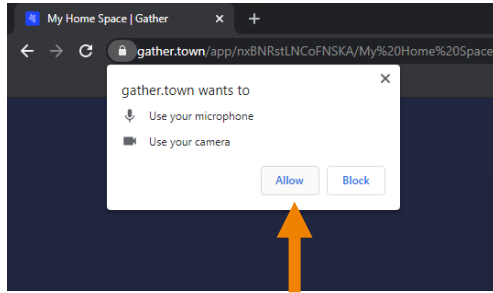 My Home Space | Gather
gather.town/app/nxBNRstLNCoFNSKA/My%20Home%20Space
gather.town wants to
Use your microphone
Use your camera
Allow Block